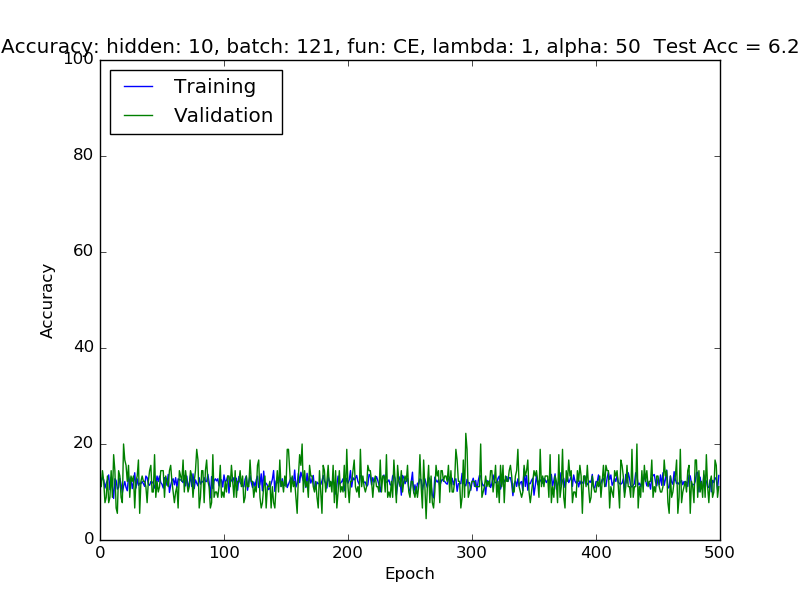 Accuracy: hidden: 10, batch: 121, fun: CE, lambda: 1, alpha: 50 Test Acc = 6.2
100
80
60
40
20
0
Accuracy
Training
Validation
0 100 200 300 400 500
Epoch